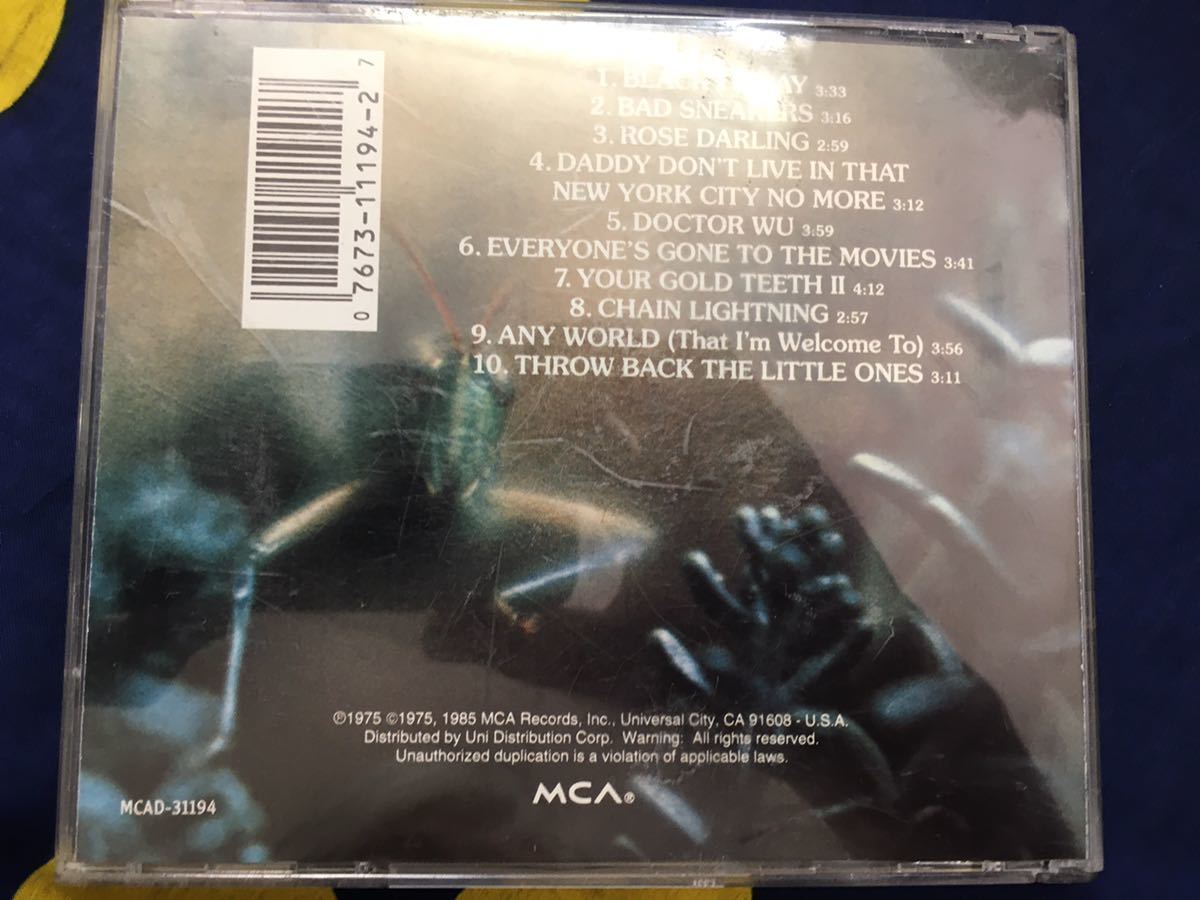 1. BLACK FRIDAY 3:33
2. BAD SNEAKERS 3:16
3. ROSE DARLING 2:59
4. DADDY DON'T LIVE IN THAT
NEW YORK CITY NO MORE 3:12
5. DOCTOR WU 3:59
6. EVERYONE'S GONE TO THE MOVIES 3:41
7. YOUR GOLD TEETH II 4:12
8. CHAIN LIGHTNING 2:57
9. ANY WORLD (That I'm Welcome To) 3:56
10. THROW BACK THE LITTLE ONES 3:11
0 7673-11194-2 7
℗1975 ©1975, 1985 MCA Records, Inc., Universal City, CA 91608 - U.S.A.
Distributed by Uni Distribution Corp. Warning: All rights reserved.
Unauthorized duplication is a violation of applicable laws.
MCA®
MCAD-31194